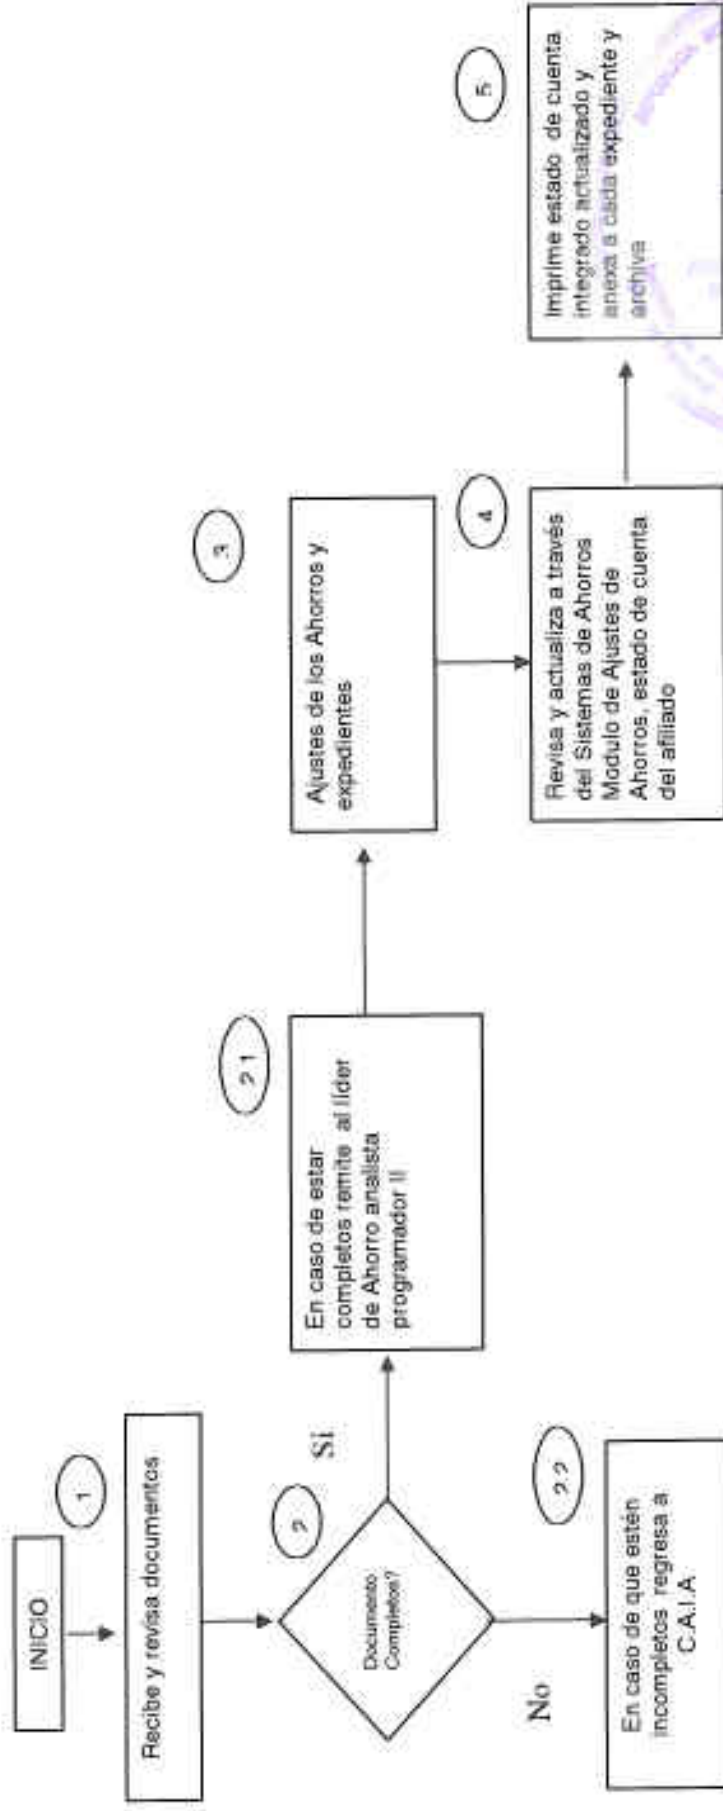 INICIO
1
Recibe y revisa documentos
2
Documento
Completos?
Si
No
2.1
En caso de estar
completos remite al líder
de Ahorro analista
programador II
2.2
En caso de que estén
incompletos regresa a
C.A.I.A
3
Ajustes de los Ahorros y
expedientes
4
Revisa y actualiza a través
del Sistemas de Ahorros
Modulo de Ajustes de
Ahorros, estado de cuenta
del afiliado
5
Imprime estado de cuenta
integrado actualizado y
anexa a cada expediente y
archiva